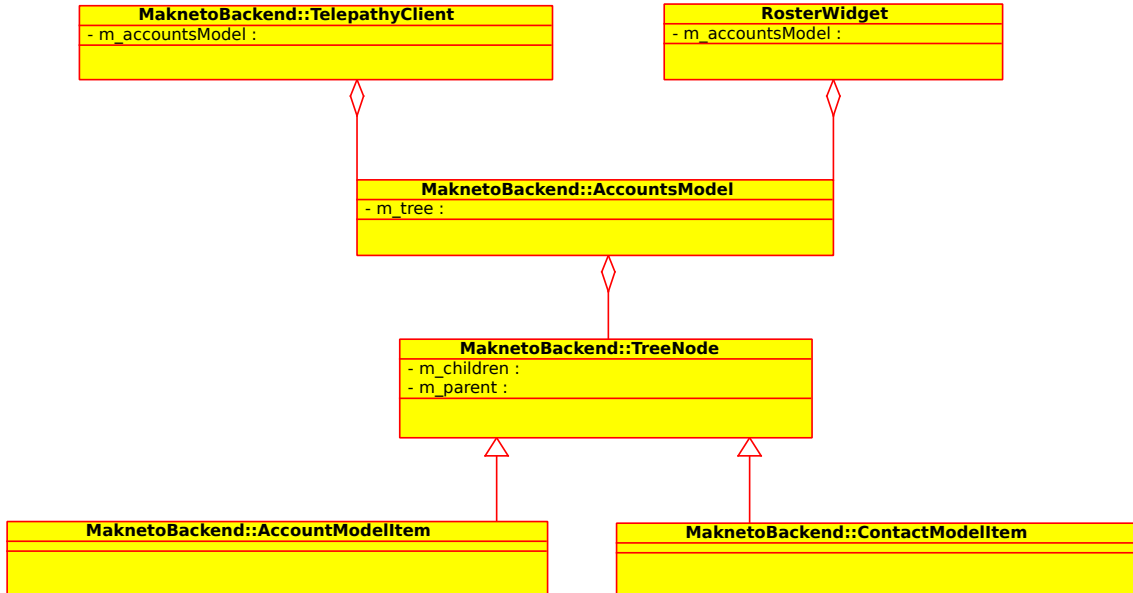 MaknetoBackend::TelepathyClient
- m_accountsModel :
RosterWidget
- m_accountsModel :
MaknetoBackend::AccountsModel
- m_tree :
MaknetoBackend::TreeNode
- m_children :
- m_parent :
MaknetoBackend::AccountModelItem
MaknetoBackend::ContactModelItem